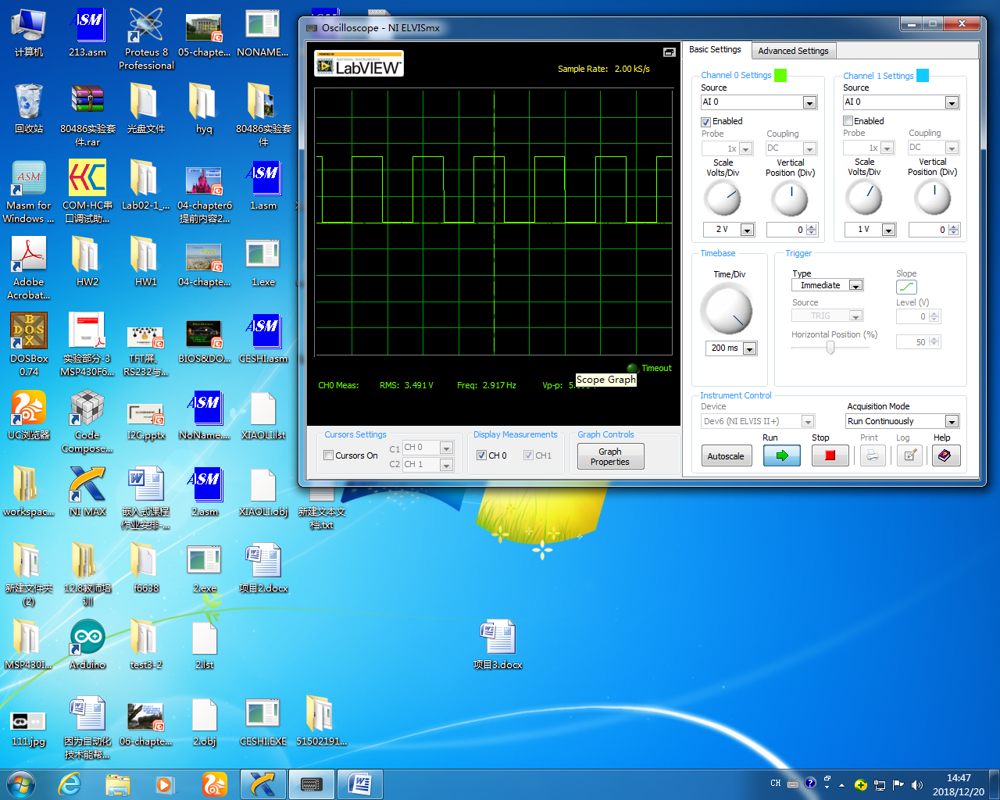 计算机
213.asm
Proteus 8
Professional
05-chapte...
NONAME...
回收站
80486实验套
件.rar
光盘文件
hyq
80486实验套
件
Masm for
Windows ...
COM-HC串
口调试助...
Lab02-1_...
04-chapter6
提前内容2...
1.asm
Adobe
Acrobat...
HW2
HW1
04-chapte...
1.exe
DOSBox
0.74
实验部分-3
MSP430F6...
TFT屏、
RS232与...
BIOS&DO...
CESHI.asm
UC浏览器
Code
Compose...
I2C.pptx
NoName....
XIAOLI.lst
workspac...
NI MAX
嵌入式课程
作业安排-...
2.asm
XIAOLI.obj
新建文本文
档.txt
新建文件夹
(2)
12.8教师培
训
f6638
2.exe
项目2.docx
MSP430I...
Arduino
test3-2
2.lst
项目3.docx
111.jpg
因为自动化
技术能帮...
06-chapte...
2.obj
CESHI.EXE
51502191...
Oscilloscope - NI ELVISmx
POWERED BY
NATIONAL INSTRUMENTS
LabVIEW
Sample Rate: 2.00 kS/s
Timeout
CH0 Meas: RMS: 3.491 V Freq: 2.917 Hz Vp-p:
Scope Graph
Cursors Settings
Cursors On
C1 CH 0
C2 CH 1
Display Measurements
CH 0 CH1
Graph Controls
Graph
Properties
Basic Settings
Advanced Settings
Channel 0 Settings
Source
AI 0
Enabled
Probe Coupling
1x DC
Scale Vertical
Volts/Div Position (Div)
2 V 0
Channel 1 Settings
Source
AI 0
Enabled
Probe Coupling
1x DC
Scale Vertical
Volts/Div Position (Div)
1 V 0
Timebase
Time/Div
200 ms
Trigger
Type Slope
Immediate
Source Level (V)
TRIG 0
Horizontal Position (%)
50
Instrument Control
Device Acquisition Mode
Dev6 (NI ELVIS II+) Run Continuously
Run Stop Print Log Help
Autoscale
CH
14:47
2018/12/20